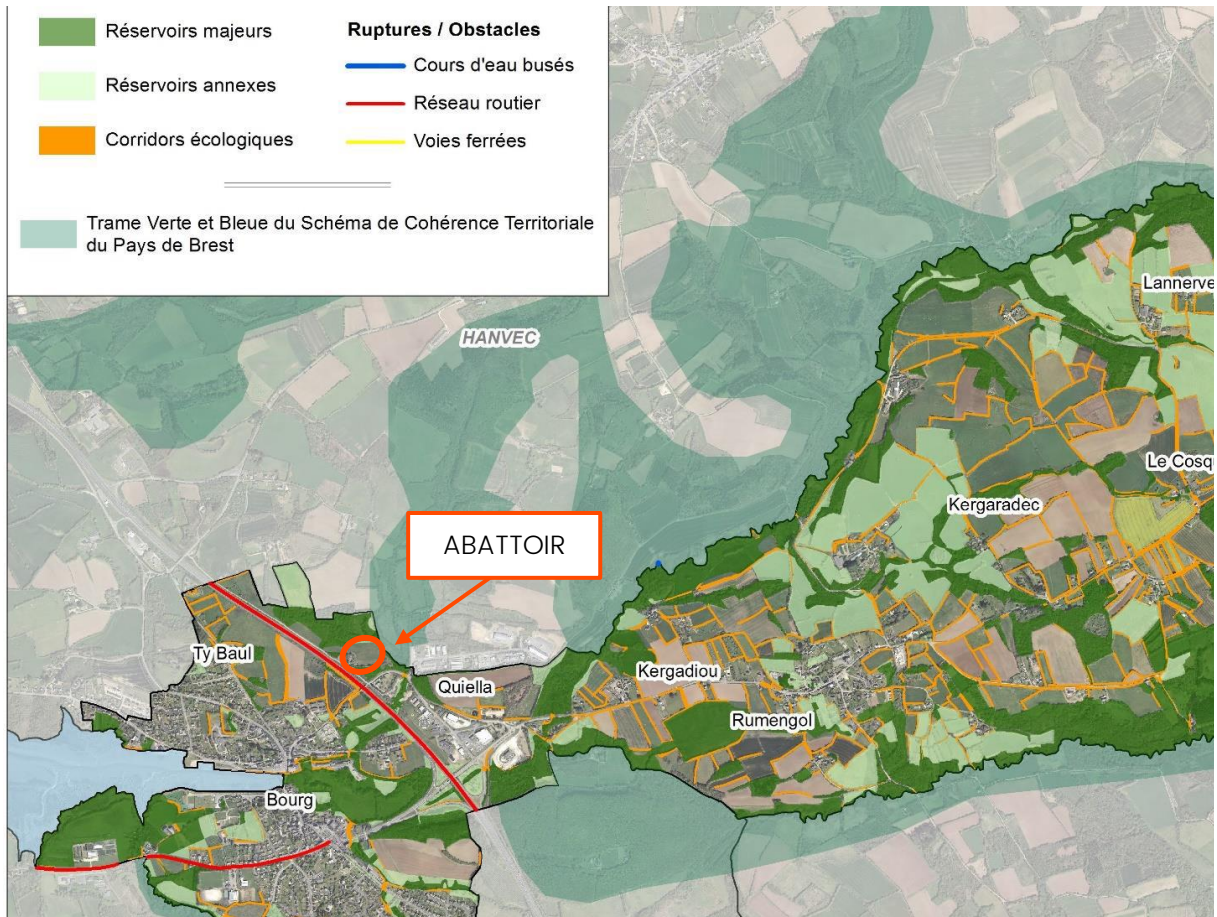 Réservoirs majeurs
Réservoirs annexes
Corridors écologiques
Ruptures / Obstacles
Cours d'eau busés
Réseau routier
Voies ferrées
Trame Verte et Bleue du Schéma de Cohérence Territoriale
du Pays de Brest
HANVEC
Lannerve
Le Cosqu
Kergaradec
ABATTOIR
Ty Baul
Quiella
Kergadiou
Rumengol
Bourg